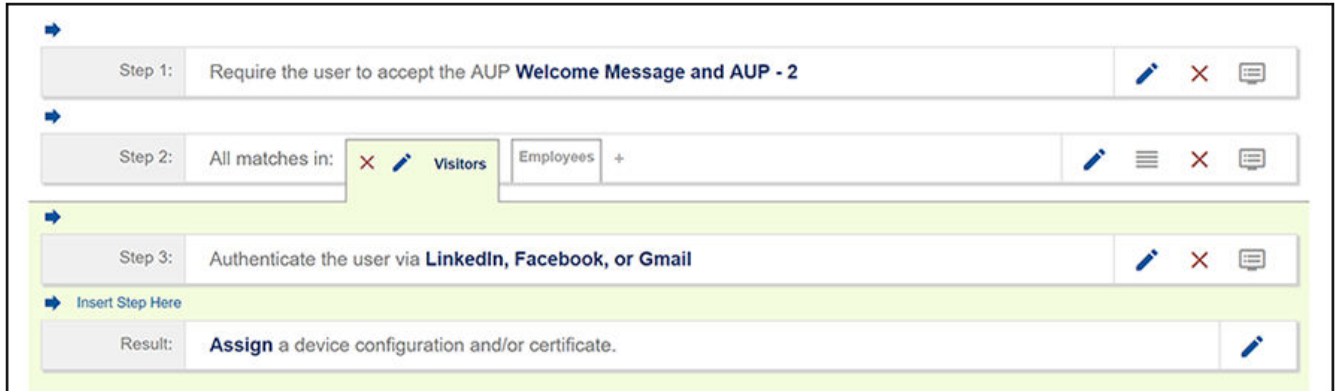 Step 1: Require the user to accept the AUP Welcome Message and AUP - 2
Step 2: All matches in: Visitors Employees +
Step 3: Authenticate the user via LinkedIn, Facebook, or Gmail
Insert Step Here
Result: Assign a device configuration and/or certificate.